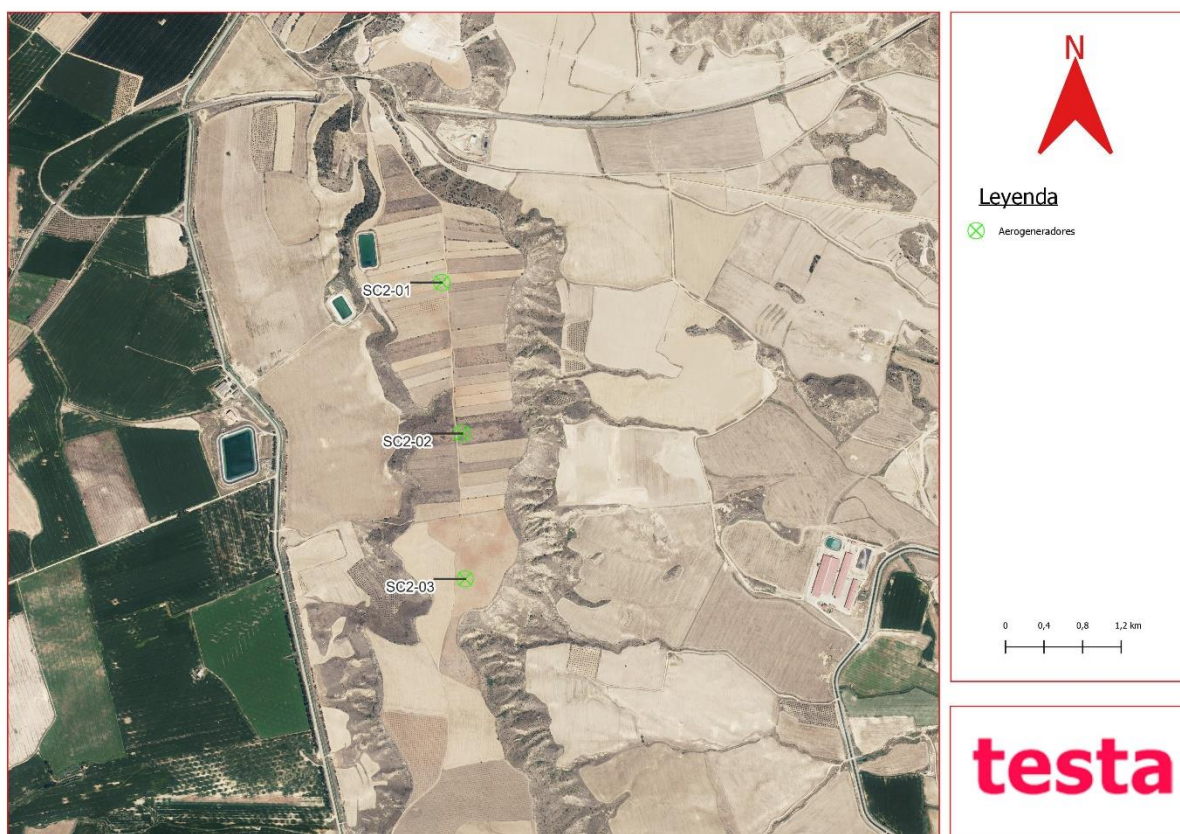 SC2-01
SC2-02
SC2-03
N
Leyenda
Aerogeneradores
0 0,4 0,8 1,2 km
testa